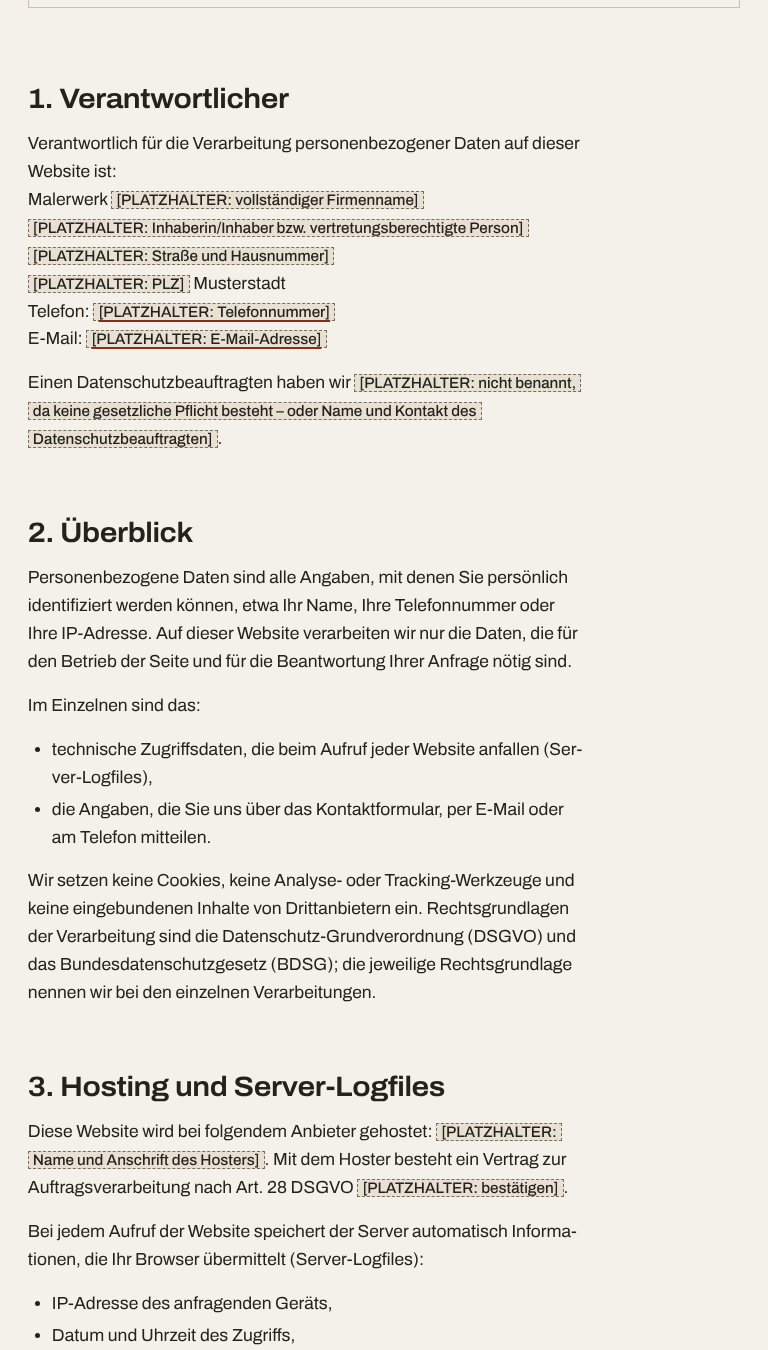 1. Verantwortlicher
Verantwortlich für die Verarbeitung personenbezogener Daten auf dieser
Website ist:
Malerwerk [PLATZHALTER: vollständiger Firmenname]
[PLATZHALTER: Inhaberin/Inhaber bzw. vertretungsberechtigte Person]
[PLATZHALTER: Straße und Hausnummer]
[PLATZHALTER: PLZ] Musterstadt
Telefon: [PLATZHALTER: Telefonnummer]
E-Mail: [PLATZHALTER: E-Mail-Adresse]
Einen Datenschutzbeauftragten haben wir [PLATZHALTER: nicht benannt,
da keine gesetzliche Pflicht besteht – oder Name und Kontakt des
Datenschutzbeauftragten].
2. Überblick
Personenbezogene Daten sind alle Angaben, mit denen Sie persönlich
identifiziert werden können, etwa Ihr Name, Ihre Telefonnummer oder
Ihre IP-Adresse. Auf dieser Website verarbeiten wir nur die Daten, die für
den Betrieb der Seite und für die Beantwortung Ihrer Anfrage nötig sind.
Im Einzelnen sind das:
• technische Zugriffsdaten, die beim Aufruf jeder Website anfallen (Ser-
ver-Logfiles),
• die Angaben, die Sie uns über das Kontaktformular, per E-Mail oder
am Telefon mitteilen.
Wir setzen keine Cookies, keine Analyse- oder Tracking-Werkzeuge und
keine eingebundenen Inhalte von Drittanbietern ein. Rechtsgrundlagen
der Verarbeitung sind die Datenschutz-Grundverordnung (DSGVO) und
das Bundesdatenschutzgesetz (BDSG); die jeweilige Rechtsgrundlage
nennen wir bei den einzelnen Verarbeitungen.
3. Hosting und Server-Logfiles
Diese Website wird bei folgendem Anbieter gehostet: [PLATZHALTER:
Name und Anschrift des Hosters]. Mit dem Hoster besteht ein Vertrag zur
Auftragsverarbeitung nach Art. 28 DSGVO [PLATZHALTER: bestätigen].
Bei jedem Aufruf der Website speichert der Server automatisch Informa-
tionen, die Ihr Browser übermittelt (Server-Logfiles):
• IP-Adresse des anfragenden Geräts,
• Datum und Uhrzeit des Zugriffs,